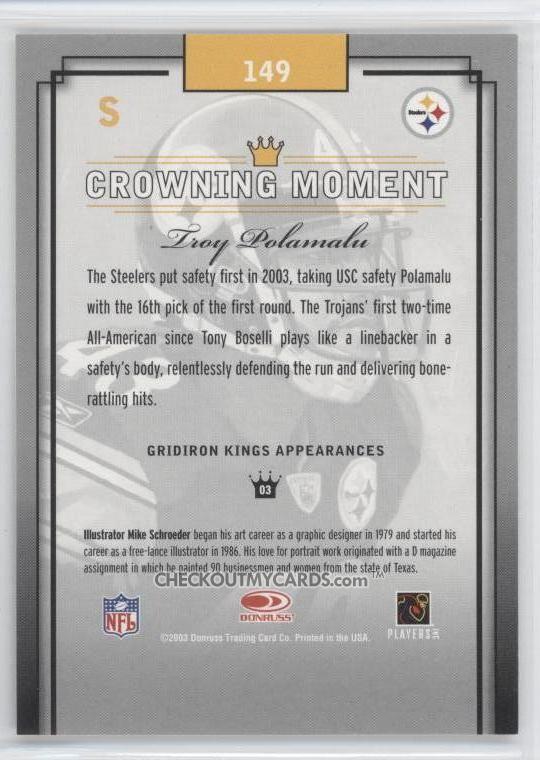 149
S
Steelers
CROWNING MOMENT
Troy Polamalu
The Steelers put safety first in 2003, taking USC safety Polamalu
with the 16th pick of the first round. The Trojans' first two-time
All-American since Tony Boselli plays like a linebacker in a
safety's body, relentlessly defending the run and delivering bone-
rattling hits.
GRIDIRON KINGS APPEARANCES
03
Illustrator Mike Schroeder began his art career as a graphic designer in 1979 and started his
career as a free-lance illustrator in 1986. His love for portrait work originated with a D magazine
assignment in which he painted 90 businessmen and women from the state of Texas.
CHECKOUTMYCARDS.com™
NFL
DONRUSS
PLAYERS INC
©2003 Donruss Trading Card Co. Printed in the USA.